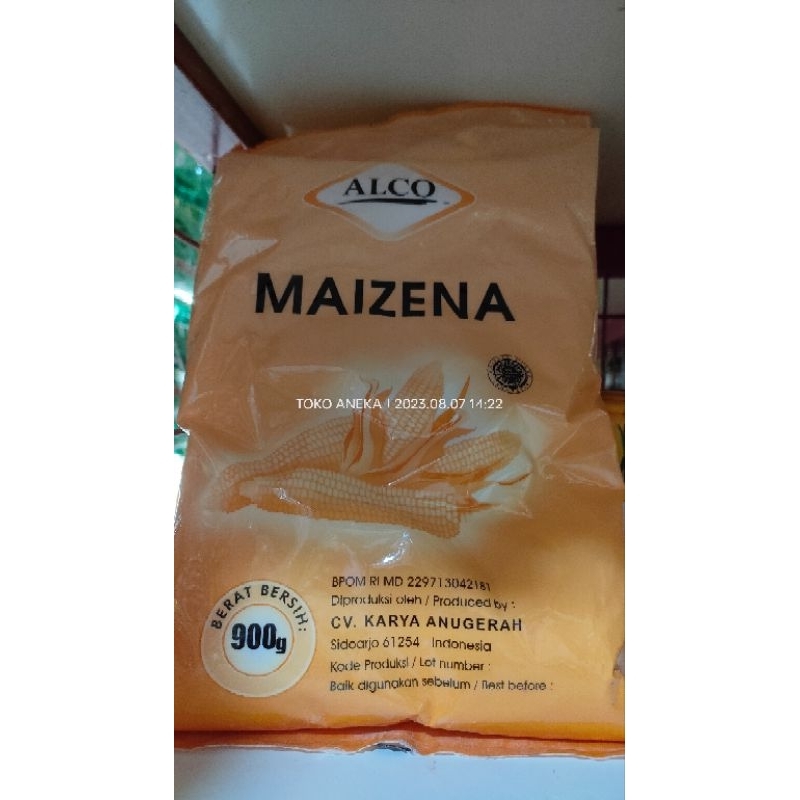 ALCO
MAIZENA
TOKO ANEKA | 2023.08.07 14:22
BPOM RI MD 229713042181
Diproduksi oleh / Produced by :
CV. KARYA ANUGERAH
Sidoarjo 61254 Indonesia
Kode Produksi / Lot number :
Baik digunakan sebelum / Best before :
BERAT BERSIH:
900g